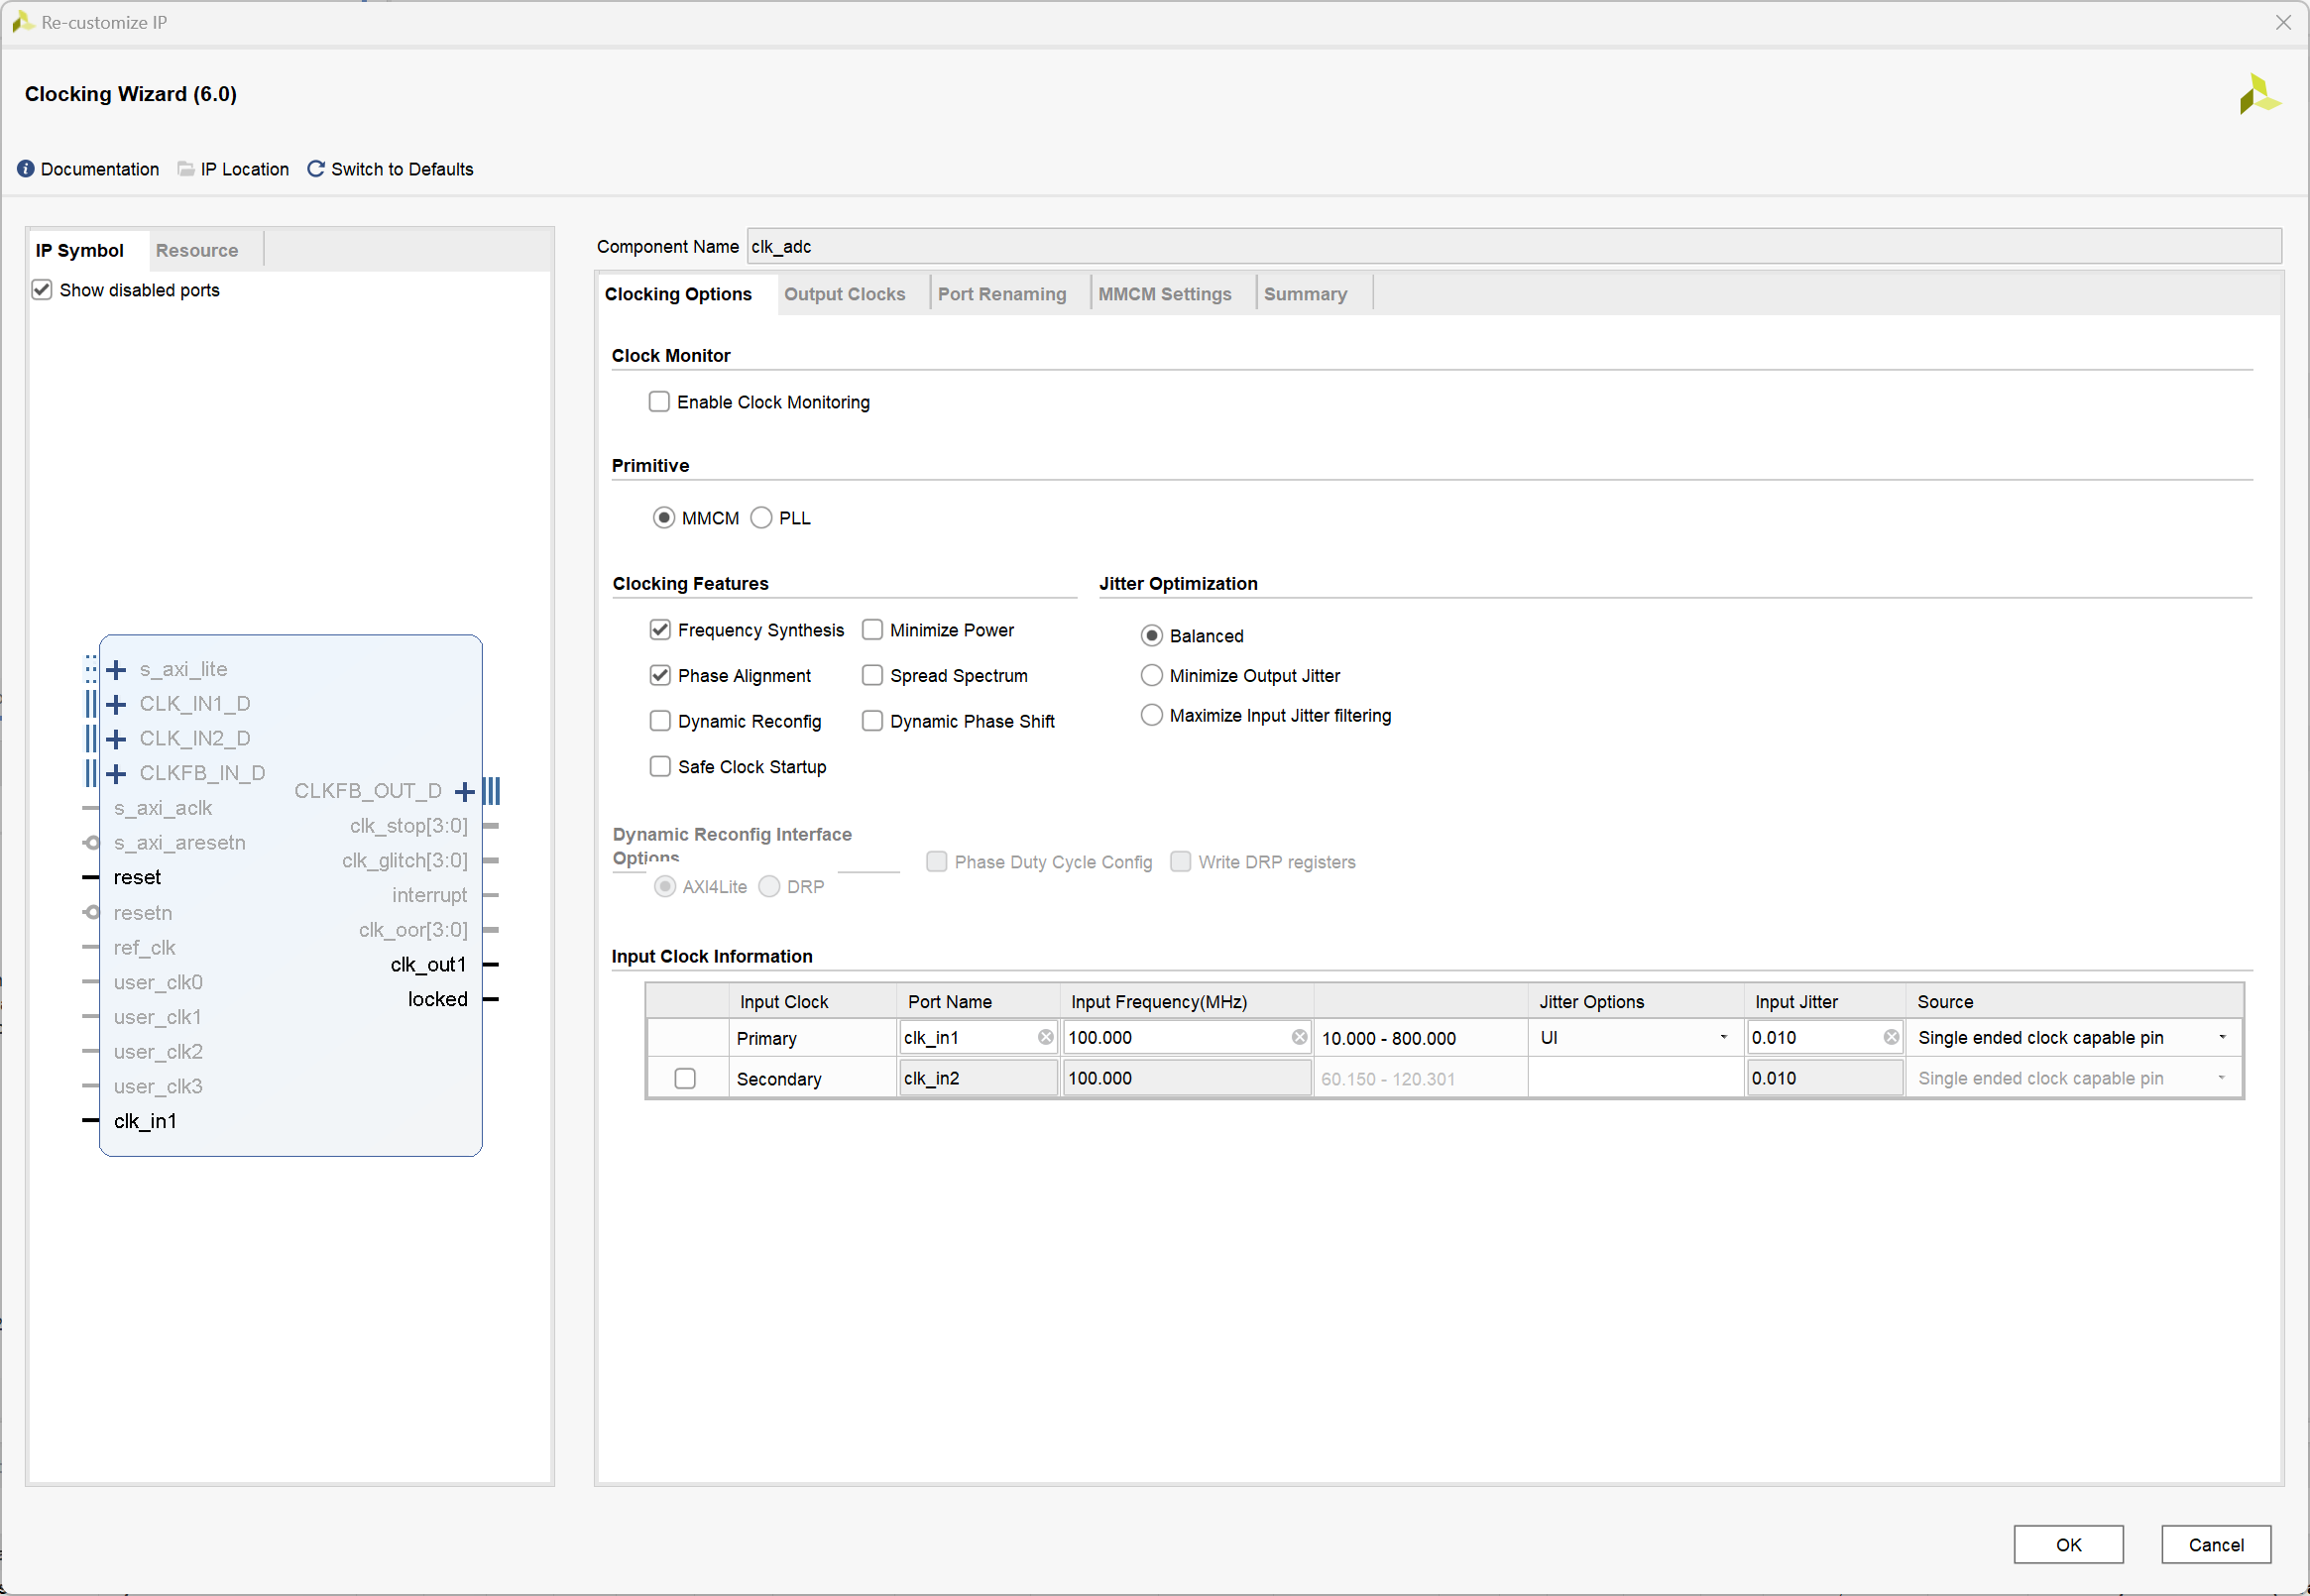 Re-customize IP
Clocking Wizard (6.0)
Documentation IP Location Switch to Defaults
IP Symbol Resource
Show disabled ports
s_axi_lite
CLK_IN1_D
CLK_IN2_D
CLKFB_IN_D
s_axi_aclk
s_axi_aresetn
reset
resetn
ref_clk
user_clk0
user_clk1
user_clk2
user_clk3
clk_in1
CLKFB_OUT_D
clk_stop[3:0]
clk_glitch[3:0]
interrupt
clk_oor[3:0]
clk_out1
locked
Component Name clk_adc
Clocking Options Output Clocks Port Renaming MMCM Settings Summary
Clock Monitor
Enable Clock Monitoring
Primitive
MMCM PLL
Clocking Features
Frequency Synthesis Minimize Power
Phase Alignment Spread Spectrum
Dynamic Reconfig Dynamic Phase Shift
Safe Clock Startup
Jitter Optimization
Balanced
Minimize Output Jitter
Maximize Input Jitter filtering
Dynamic Reconfig Interface
Options
AXI4Lite DRP
Phase Duty Cycle Config Write DRP registers
Input Clock Information
Input Clock Port Name Input Frequency(MHz) Jitter Options Input Jitter Source
Primary clk_in1 100.000 10.000 - 800.000 UI 0.010 Single ended clock capable pin
Secondary clk_in2 100.000 60.150 - 120.301 0.010 Single ended clock capable pin
OK Cancel